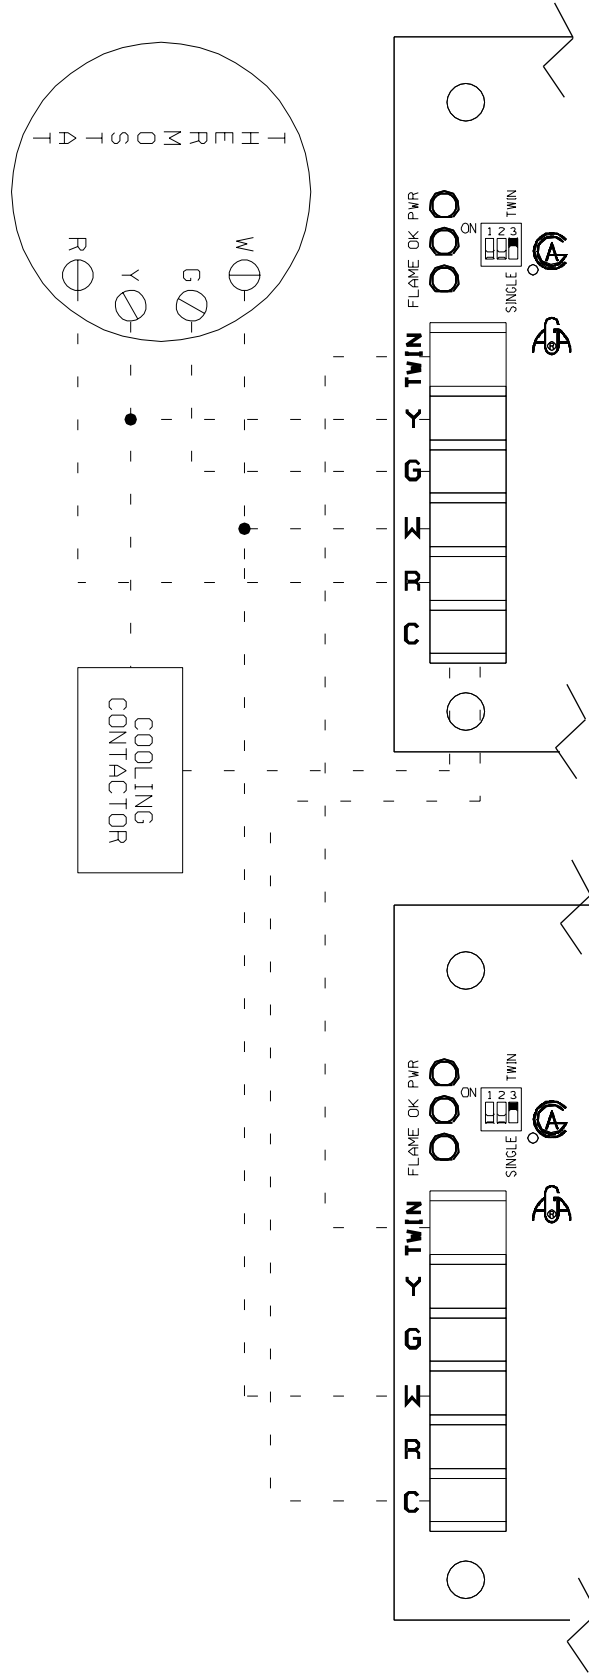 THERMOSTAT
R
Y
G
W
FLAME OK PWR
ON
1 2 3
TWIN
SINGLE
TWIN
Y
G
W
R
C
COOLING
CONTACTOR
FLAME OK PWR
ON
1 2 3
TWIN
SINGLE
TWIN
Y
G
W
R
C